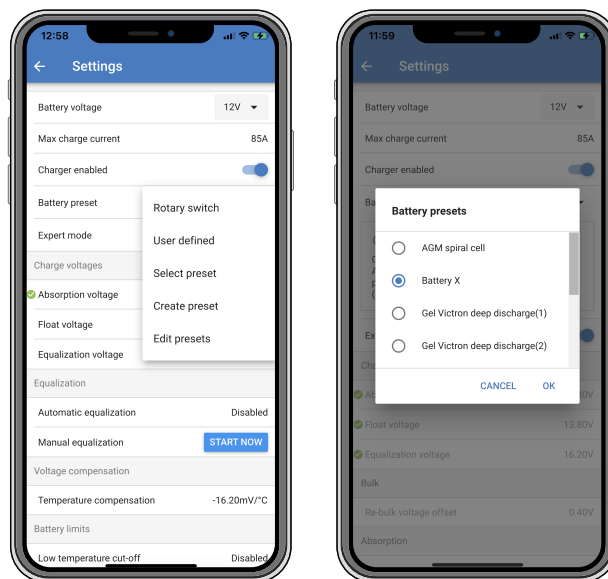 12:58
Settings
Battery voltage 12V
Max charge current 85A
Charger enabled
Battery preset
Rotary switch
Expert mode
User defined
Charge voltages
Select preset
Absorption voltage
Create preset
Float voltage
Edit presets
Equalization voltage
Equalization
Automatic equalization Disabled
Manual equalization START NOW
Voltage compensation
Temperature compensation -16.20mV/°C
Battery limits
Low temperature cut-off Disabled
11:59
Settings
Battery voltage 12V
Max charge current 85A
Charger enabled
Battery presets
AGM spiral cell
Battery X
Gel Victron deep discharge(1)
Gel Victron deep discharge(2)
CANCEL OK
Float voltage 13.80V
Equalization voltage 16.20V
Bulk
Re-bulk voltage offset 0.40V
Absorption